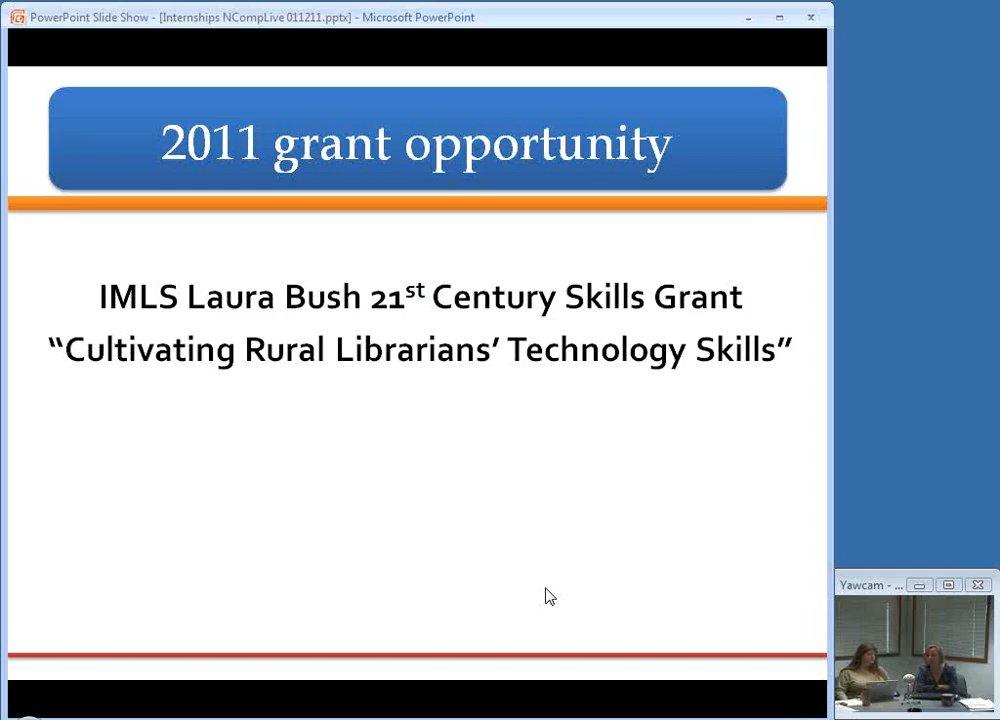 PowerPoint Slide Show - [Internships NCompLive 011211.pptx] - Microsoft PowerPoint
2011 grant opportunity
IMLS Laura Bush 21st Century Skills Grant
“Cultivating Rural Librarians’ Technology Skills”
Yawcam - ...